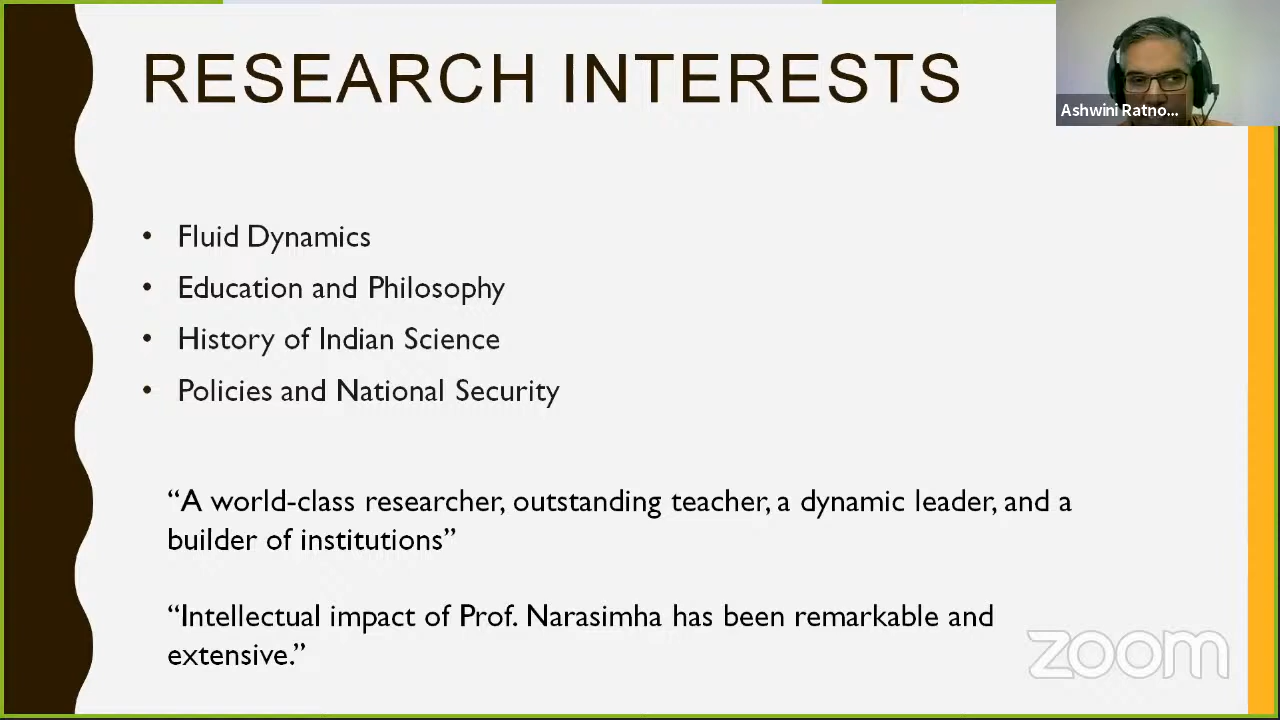 RESEARCH INTERESTS
Ashwini Ratno...
• Fluid Dynamics
• Education and Philosophy
• History of Indian Science
• Policies and National Security
“A world-class researcher, outstanding teacher, a dynamic leader, and a
builder of institutions”
“Intellectual impact of Prof. Narasimha has been remarkable and
extensive.”
zoom